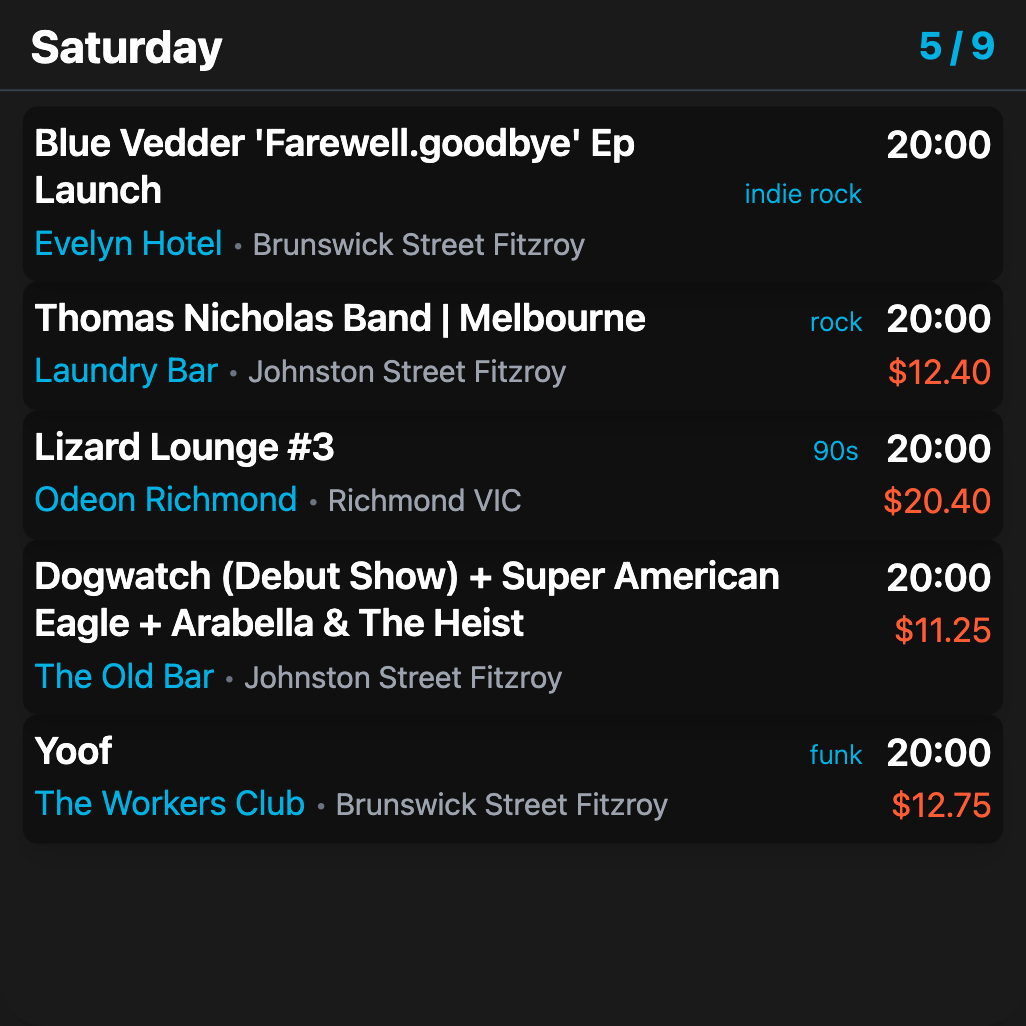 Saturday 5 / 9
Blue Vedder 'Farewell.goodbye' Ep 20:00
Launch indie rock
Evelyn Hotel • Brunswick Street Fitzroy
Thomas Nicholas Band | Melbourne rock 20:00
Laundry Bar • Johnston Street Fitzroy $12.40
Lizard Lounge #3 90s 20:00
Odeon Richmond • Richmond VIC $20.40
Dogwatch (Debut Show) + Super American 20:00
Eagle + Arabella & The Heist $11.25
The Old Bar • Johnston Street Fitzroy
Yoof funk 20:00
The Workers Club • Brunswick Street Fitzroy $12.75